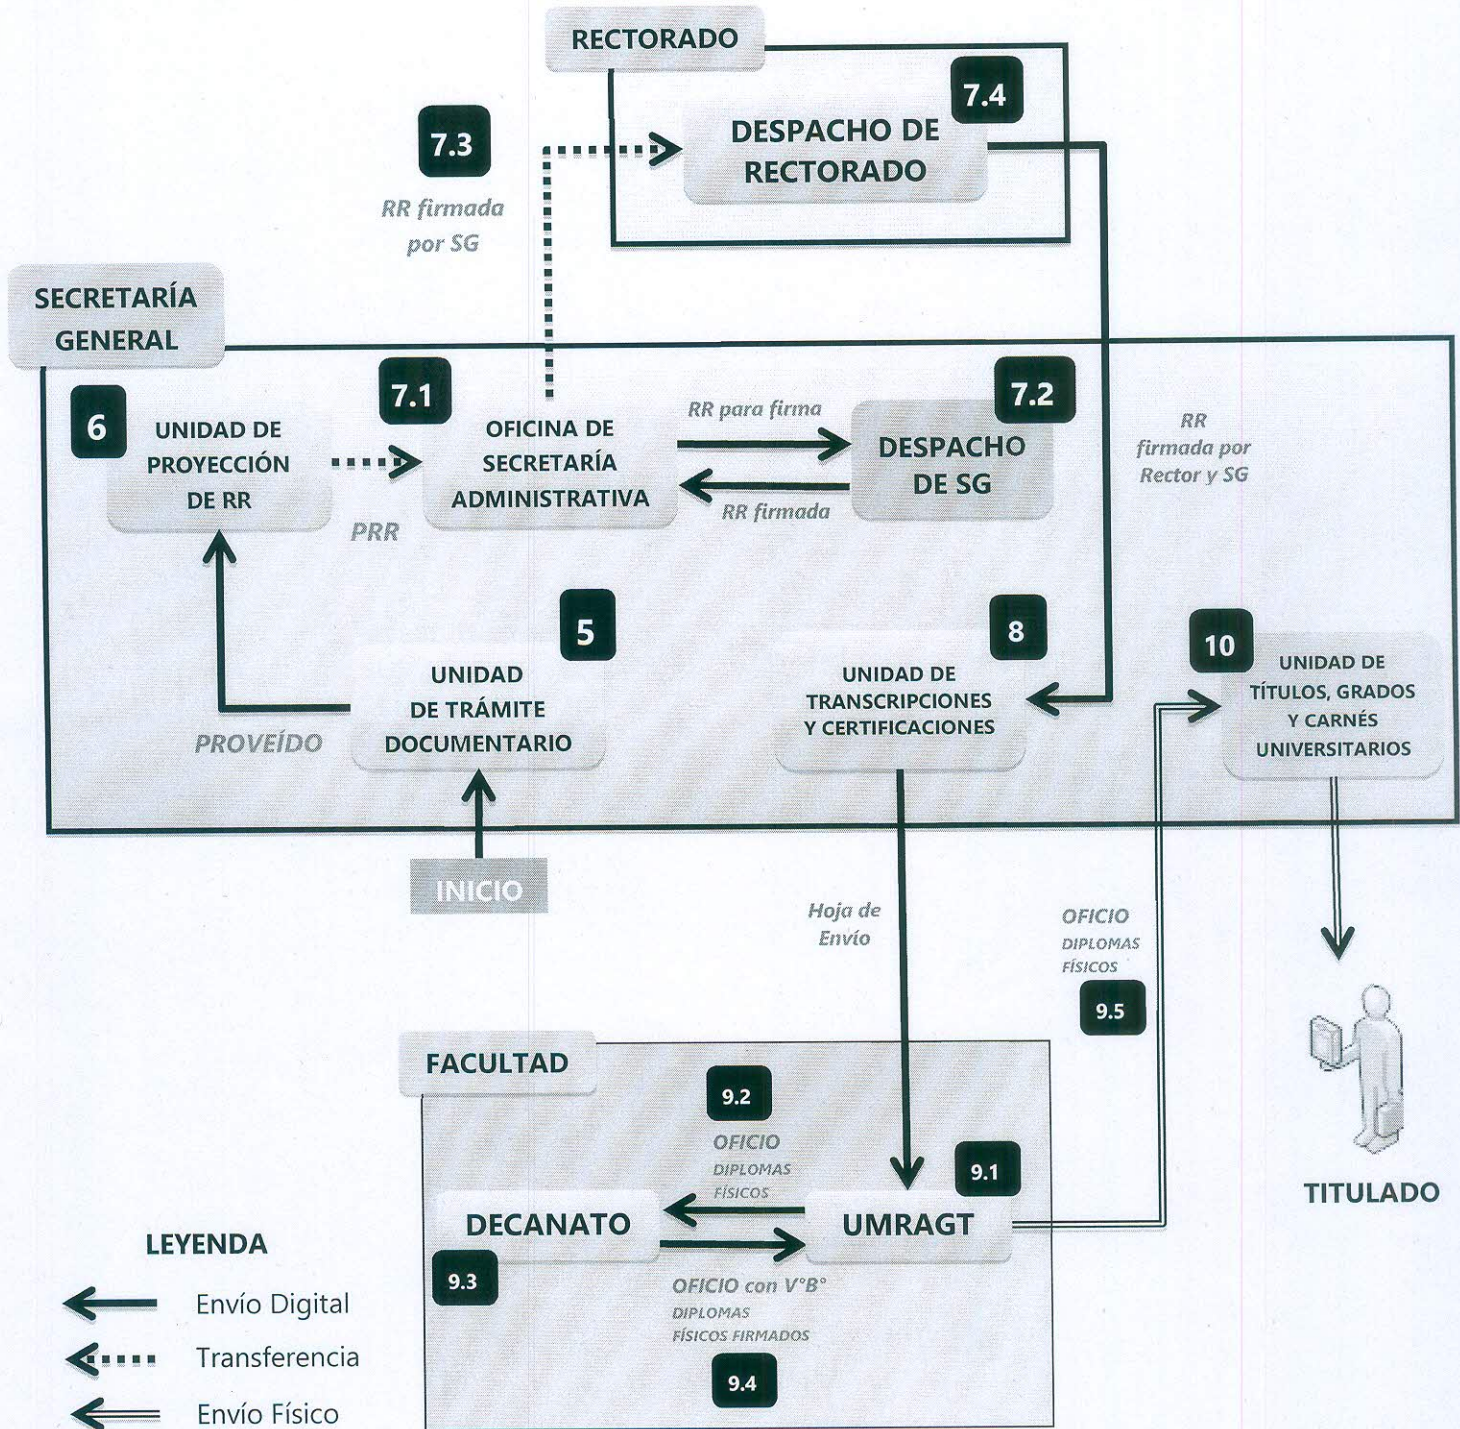 RECTORADO
7.4
DESPACHO DE
RECTORADO
7.3
RR firmada
por SG
SECRETARÍA
GENERAL
6
UNIDAD DE
PROYECCIÓN
DE RR
PRR
7.1
OFICINA DE
SECRETARÍA
ADMINISTRATIVA
RR para firma
RR firmada
7.2
DESPACHO
DE SG
RR
firmada por
Rector y SG
5
UNIDAD
DE TRÁMITE
DOCUMENTARIO
PROVEÍDO
INICIO
8
UNIDAD DE
TRANSCRIPCIONES
Y CERTIFICACIONES
10
UNIDAD DE
TÍTULOS, GRADOS
Y CARNÉS
UNIVERSITARIOS
Hoja de
Envío
OFICIO
DIPLOMAS
FÍSICOS
9.5
FACULTAD
9.2
OFICIO
DIPLOMAS
FÍSICOS
9.1
DECANATO
UMRAGT
9.3
OFICIO con V°B°
DIPLOMAS
FÍSICOS FIRMADOS
9.4
TITULADO
LEYENDA
Envío Digital
Transferencia
Envío Físico